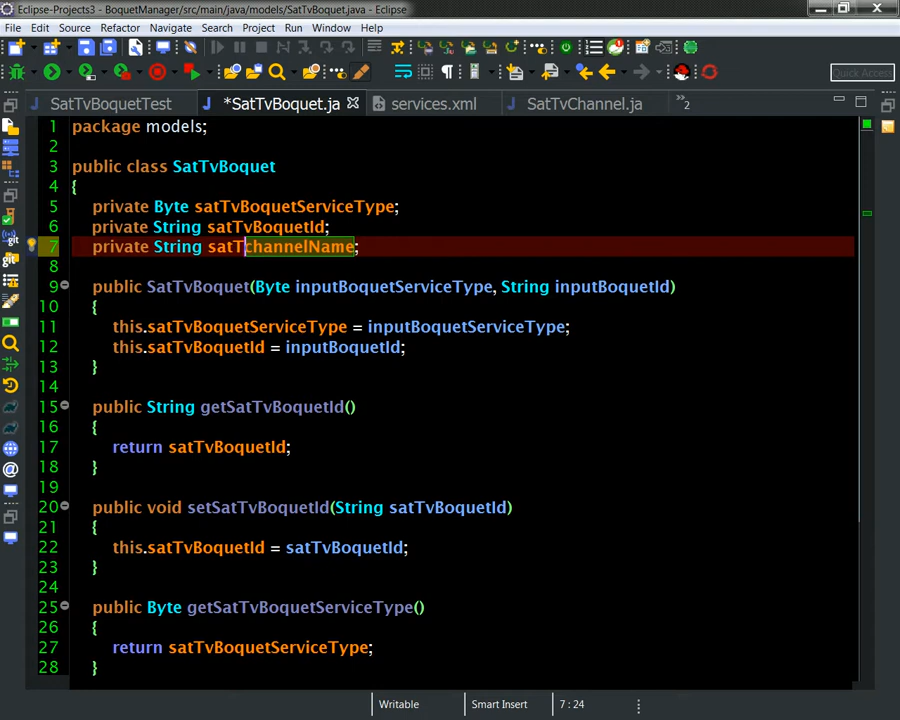 Eclipse-Projects3 - BoquetManager/src/main/java/models/SatTvBoquet.java - Eclipse
File Edit Source Refactor Navigate Search Project Run Window Help
Quick Access
SatTvBoquetTest *SatTvBoquet.ja services.xml SatTvChannel.ja »2
1 package models;
2
3 public class SatTvBoquet
4 {
5 private Byte satTvBoquetServiceType;
6 private String satTvBoquetId;
7 private String satTchannelName;
8
9 public SatTvBoquet(Byte inputBoquetServiceType, String inputBoquetId)
10 {
11 this.satTvBoquetServiceType = inputBoquetServiceType;
12 this.satTvBoquetId = inputBoquetId;
13 }
14
15 public String getSatTvBoquetId()
16 {
17 return satTvBoquetId;
18 }
19
20 public void setSatTvBoquetId(String satTvBoquetId)
21 {
22 this.satTvBoquetId = satTvBoquetId;
23 }
24
25 public Byte getSatTvBoquetServiceType()
26 {
27 return satTvBoquetServiceType;
28 }
Writable Smart Insert 7 : 24